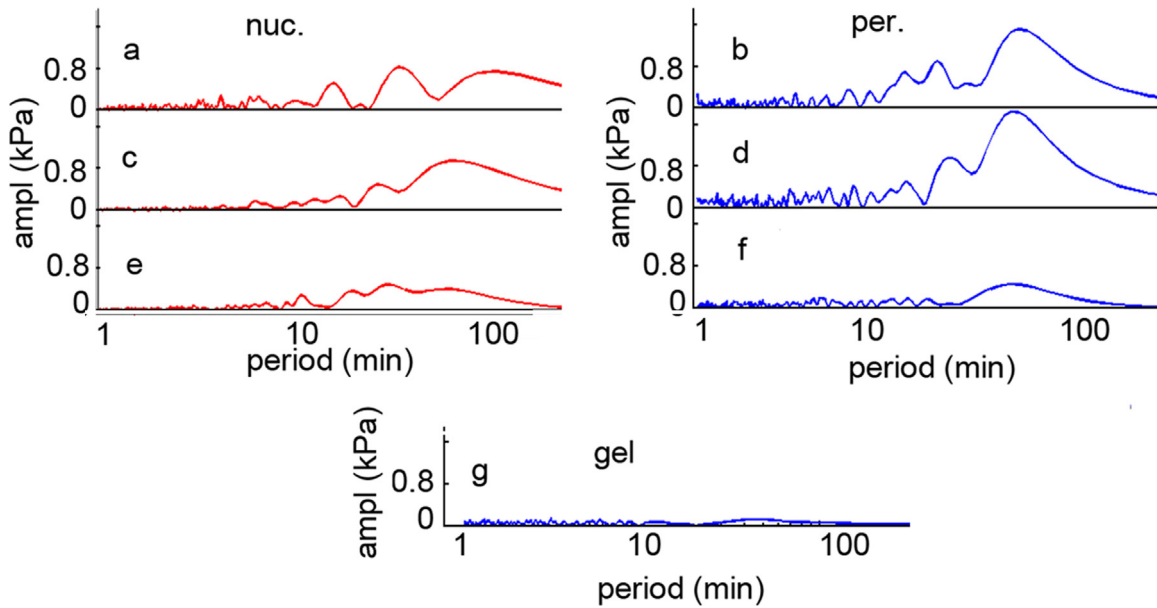 nuc.
a
0.8
0
c
0.8
0
e
0.8
0
ampl (kPa)
1 10 100
period (min)
per.
b
0.8
0
d
0.8
0
f
0.8
0
ampl (kPa)
1 10 100
period (min)
gel
g
0.8
0
ampl (kPa)
1 10 100
period (min)